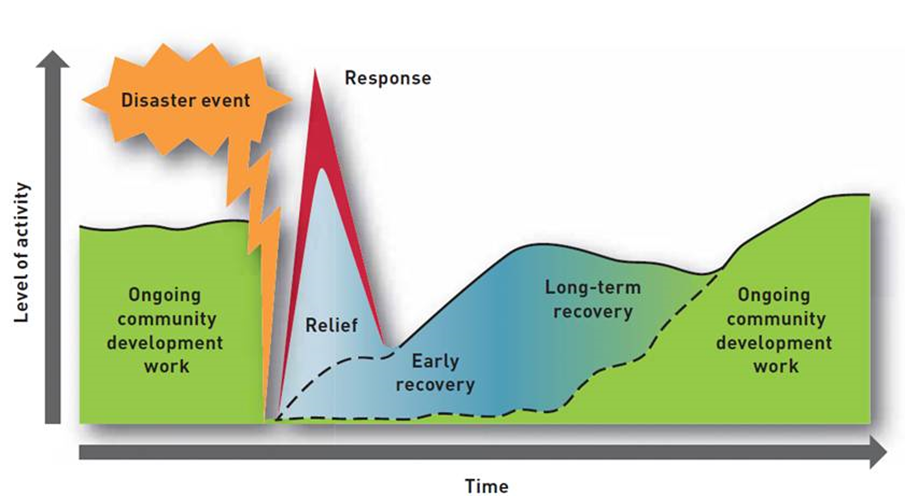 Disaster event
Response
Level of activity
Ongoing
community
development
work
Relief
Early
recovery
Long-term
recovery
Ongoing
community
development
work
Time